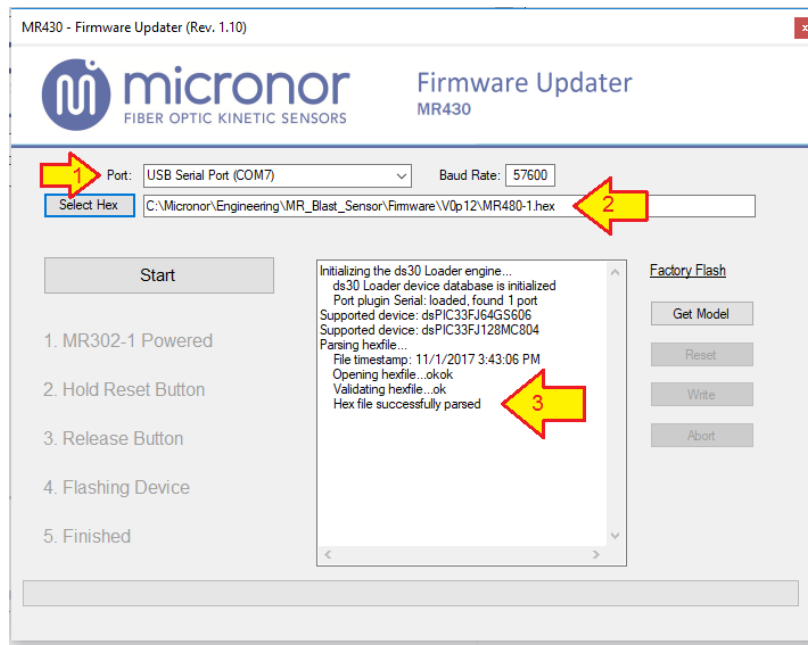 MR430 - Firmware Updater (Rev. 1.10)
x
micronor
FIBER OPTIC KINETIC SENSORS
Firmware Updater
MR430
1
Port:
USB Serial Port (COM7)
Baud Rate:
57600
Select Hex
C:\Micronor\Engineering\MR_Blast_Sensor\Firmware\V0p12\MR480-1.hex
2
Start
1. MR302-1 Powered
2. Hold Reset Button
3. Release Button
4. Flashing Device
5. Finished
Initializing the ds30 Loader engine...
ds30 Loader device database is initialized
Port plugin Serial: loaded, found 1 port
Supported device: dsPIC33FJ64GS606
Supported device: dsPIC33FJ128MC804
Parsing hexfile...
File timestamp: 11/1/2017 3:43:06 PM
Opening hexfile...okok
Validating hexfile...ok
Hex file successfully parsed
3
Factory Flash
Get Model
Reset
Write
Abort